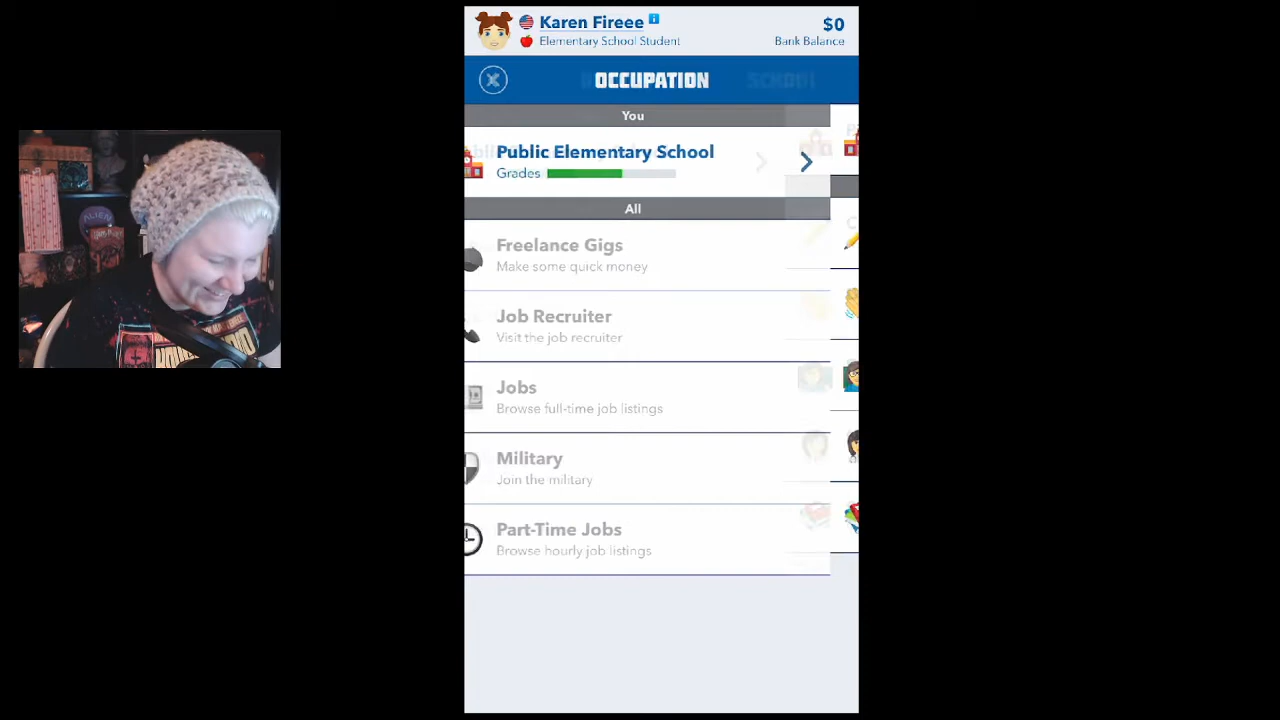 Karen Fireee
$0
Elementary School Student
Bank Balance
OCCUPATION
SCHOOL
You
Public Elementary School
Grades
All
Freelance Gigs
Make some quick money
Job Recruiter
Visit the job recruiter
Jobs
Browse full-time job listings
Military
Join the military
Part-Time Jobs
Browse hourly job listings
ALIEN